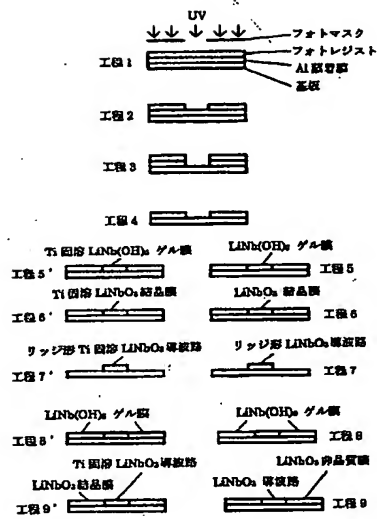 UV
フォトマスク
フォトレジスト
工程1
Al蒸着膜
基板
工程2
工程3
工程4
Ti 固溶 LiNb(OH)₆ ゲル膜
LiNb(OH)₆ ゲル膜
工程5'
工程5
Ti 固溶 LiNbO₃ 結晶膜
LiNbO₃ 結晶膜
工程6'
工程6
リッジ形 Ti 固溶 LiNbO₃ 導波路
リッジ形 LiNbO₃ 導波路
工程7'
工程7
LiNb(OH)₆ ゲル膜
LiNb(OH)₆ ゲル膜
工程8'
工程8
Ti 固溶 LiNbO₃ 導波路
LiNbO₃ 非晶質膜
LiNbO₃ 結晶膜
LiNbO₃ 導波路
工程9'
工程9